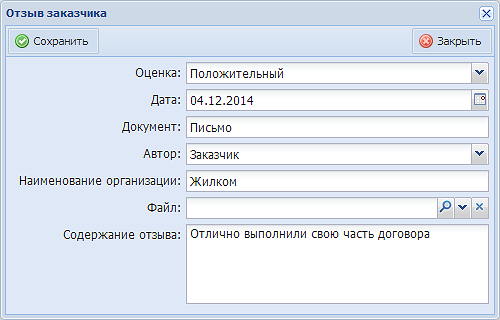 Отзыв заказчика
Сохранить Закрыть
Оценка: Положительный
Дата: 04.12.2014
Документ: Письмо
Автор: Заказчик
Наименование организации: Жилком
Файл:
Содержание отзыва: Отлично выполнили свою часть договора